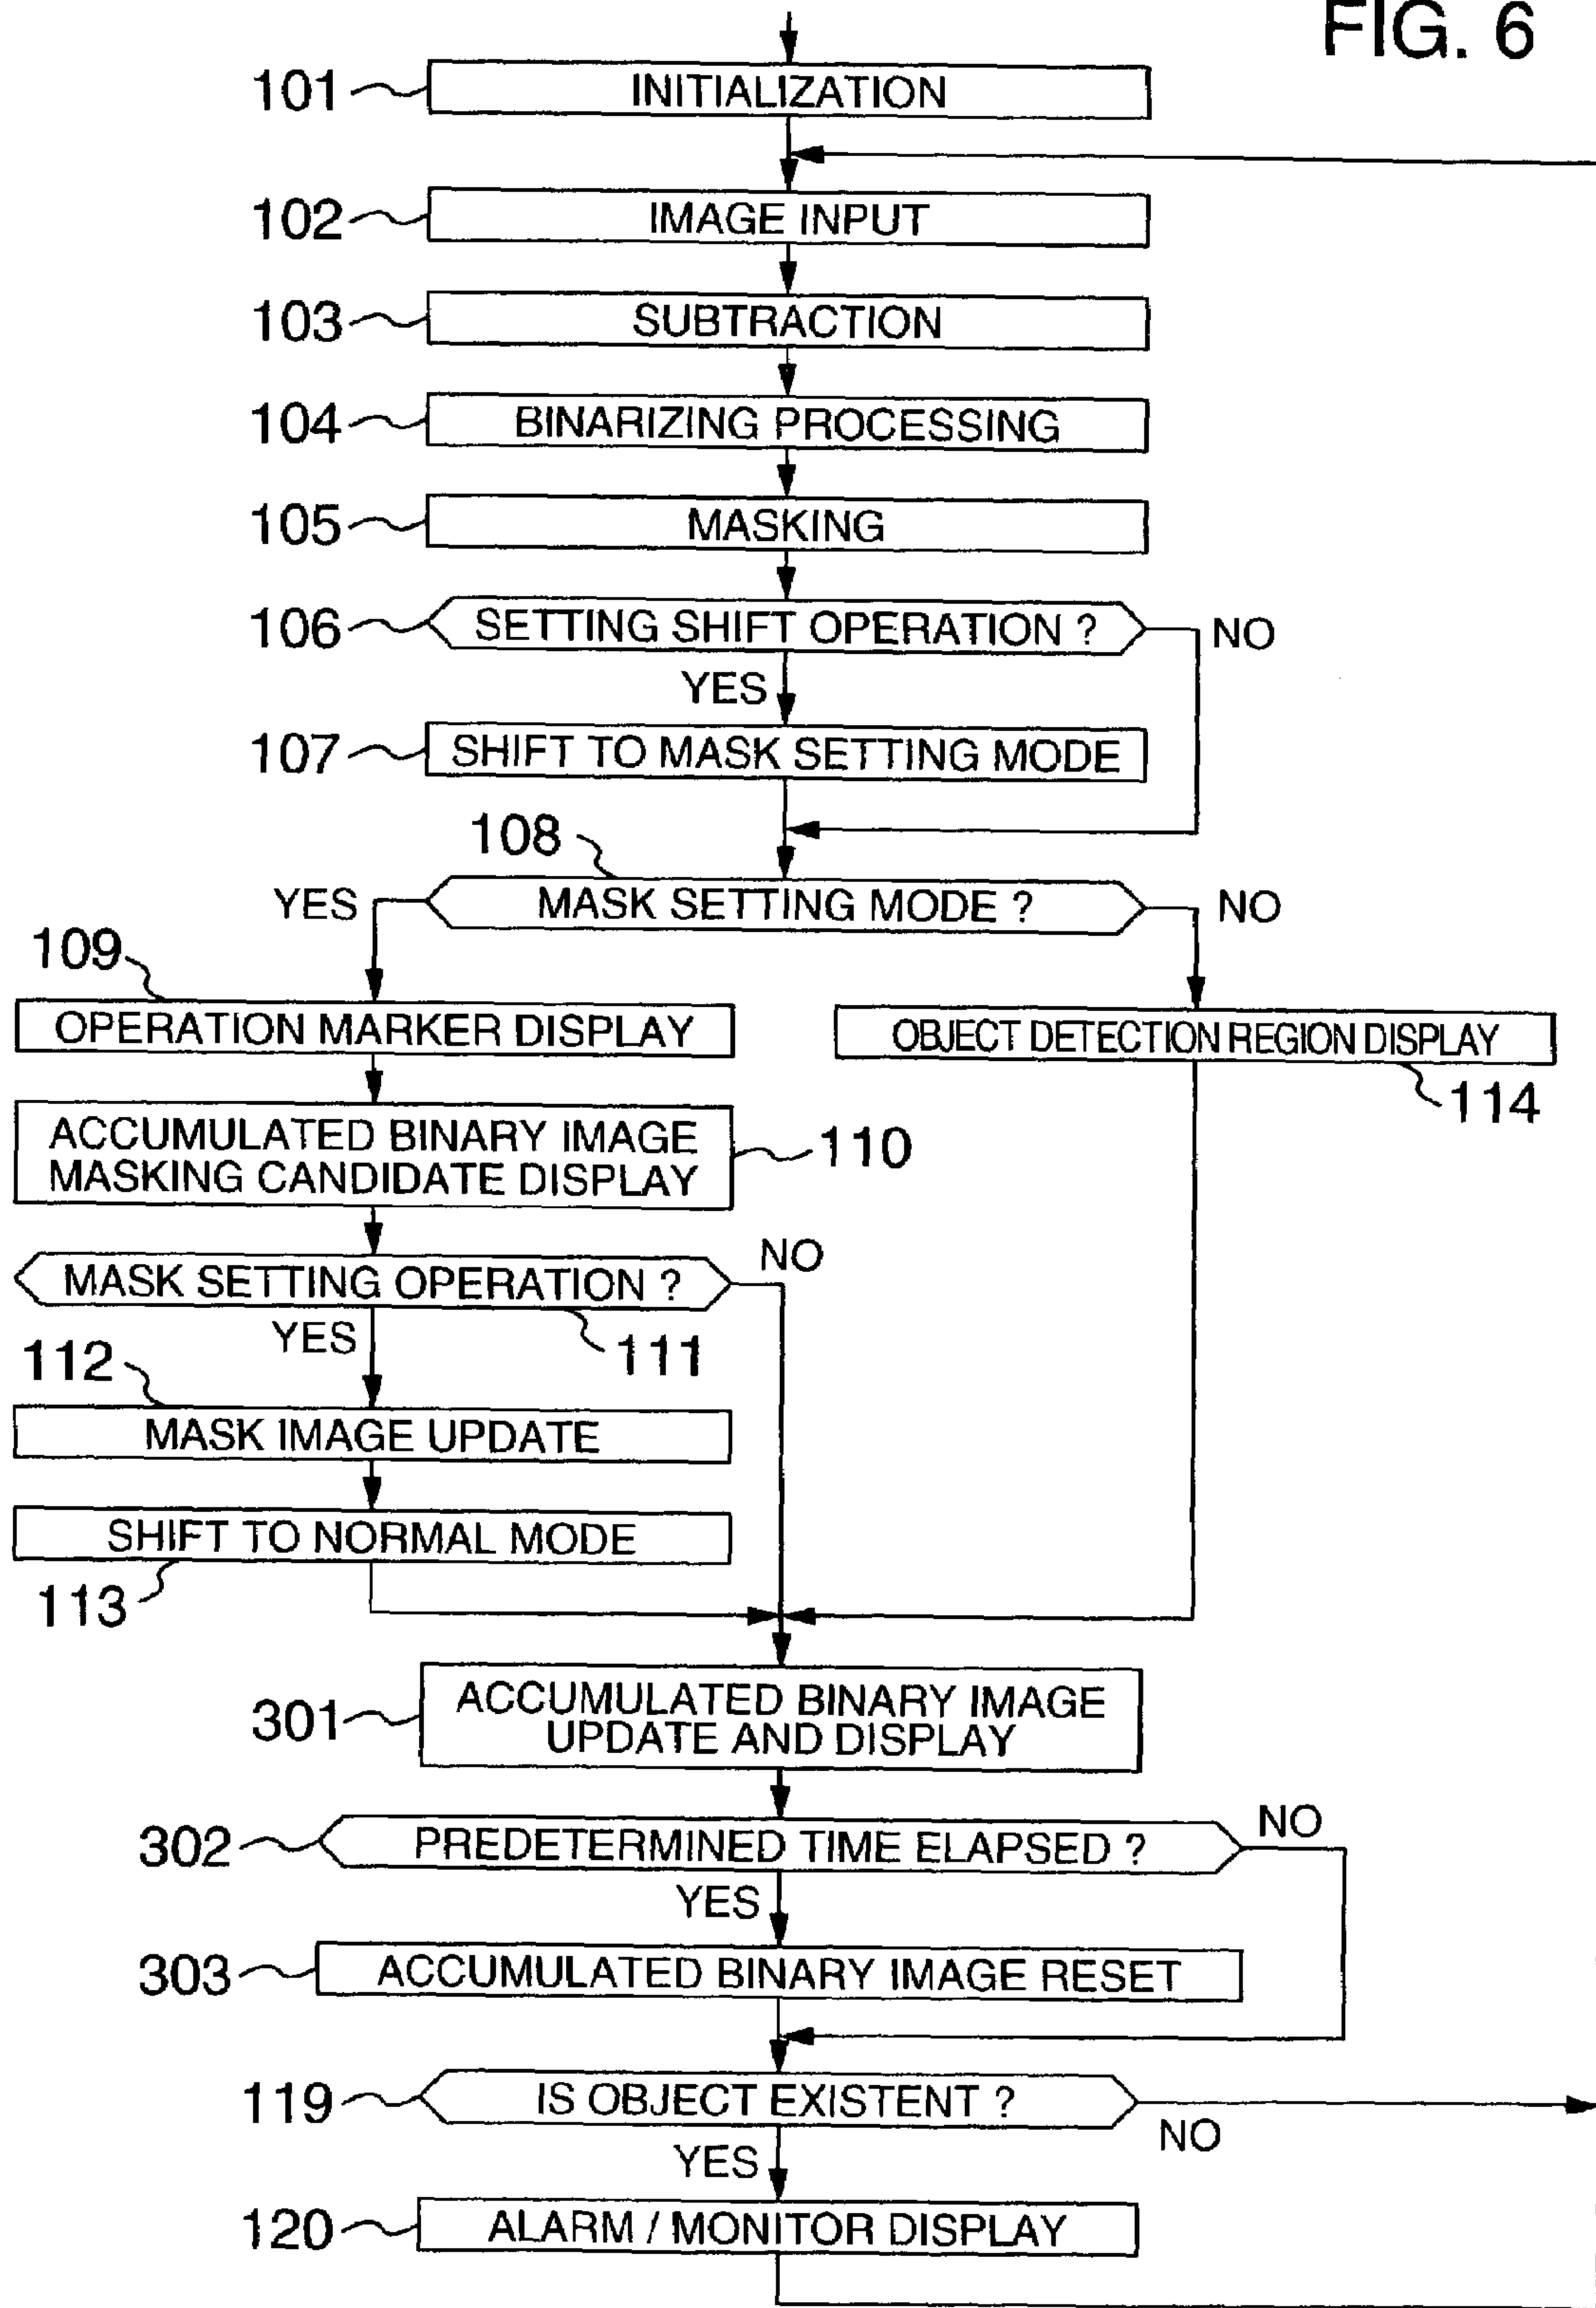 FIG. 6
101
INITIALIZATION
102
IMAGE INPUT
103
SUBTRACTION
104
BINARIZING PROCESSING
105
MASKING
106
SETTING SHIFT OPERATION ?
NO
YES
107
SHIFT TO MASK SETTING MODE
108
YES
MASK SETTING MODE ?
NO
109
OPERATION MARKER DISPLAY
OBJECT DETECTION REGION DISPLAY
114
ACCUMULATED BINARY IMAGE
MASKING CANDIDATE DISPLAY
110
MASK SETTING OPERATION ?
NO
YES
111
112
MASK IMAGE UPDATE
SHIFT TO NORMAL MODE
113
301
ACCUMULATED BINARY IMAGE
UPDATE AND DISPLAY
302
PREDETERMINED TIME ELAPSED ?
NO
YES
303
ACCUMULATED BINARY IMAGE RESET
119
IS OBJECT EXISTENT ?
NO
YES
120
ALARM / MONITOR DISPLAY